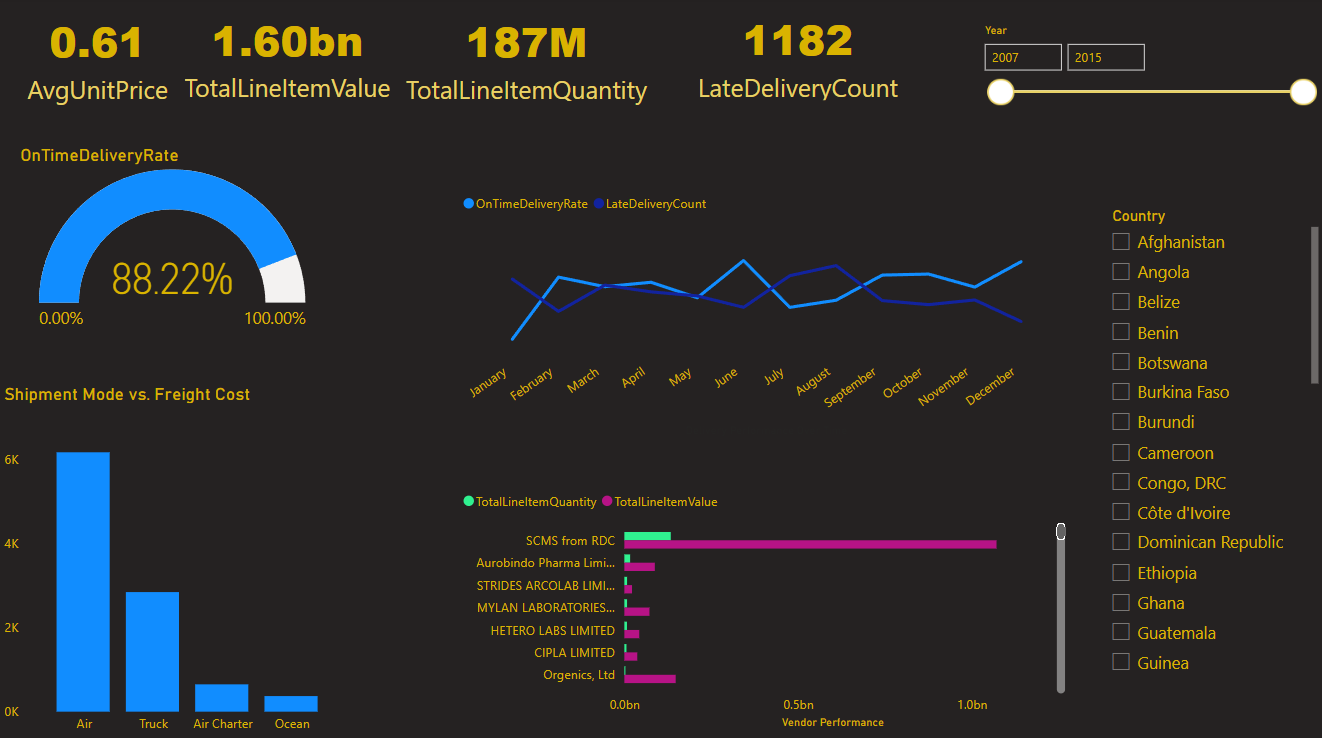 0.61
AvgUnitPrice
1.60bn
TotalLineItemValue
187M
TotalLineItemQuantity
1182
LateDeliveryCount
Year
2007 2015
OnTimeDeliveryRate
88.22%
0.00% 100.00%
OnTimeDeliveryRate LateDeliveryCount
January February March April May June July August September October November December
Shipment Mode vs. Freight Cost
6K
4K
2K
0K
Air Truck Air Charter Ocean
TotalLineItemQuantity TotalLineItemValue
SCMS from RDC
Aurobindo Pharma Limi...
STRIDES ARCOLAB LIMI...
MYLAN LABORATORIES...
HETERO LABS LIMITED
CIPLA LIMITED
Orgenics, Ltd
0.0bn 0.5bn 1.0bn
Vendor Performance
Country
Afghanistan
Angola
Belize
Benin
Botswana
Burkina Faso
Burundi
Cameroon
Congo, DRC
Côte d'Ivoire
Dominican Republic
Ethiopia
Ghana
Guatemala
Guinea